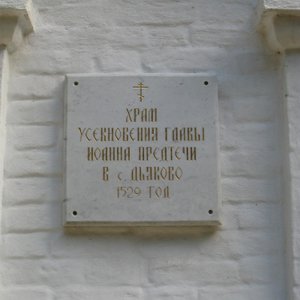 ХРАМ
УСЕКНОВЕНИЯ ГЛАВЫ
ИОАННА ПРЕДТЕЧИ
В с. ДЬЯКОВО
1529 ГОД